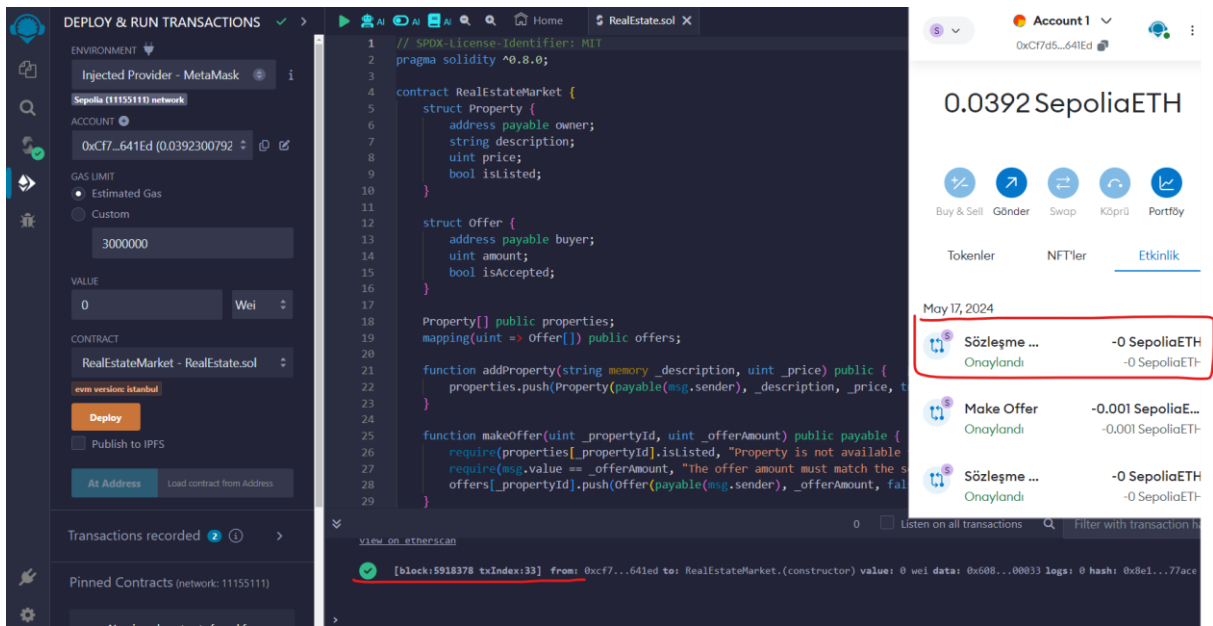 DEPLOY & RUN TRANSACTIONS
ENVIRONMENT
Injected Provider - MetaMask
Sepolia (11155111) network
ACCOUNT
0xCf7...641Ed (0.0392300792
GAS LIMIT
Estimated Gas
Custom
3000000
VALUE
0
Wei
CONTRACT
RealEstateMarket - RealEstate.sol
evm version: istanbul
Deploy
Publish to IPFS
At Address
Load contract from Address
Transactions recorded 2 i
Pinned Contracts (network: 11155111)
AI AI AI Home RealEstate.sol
1 // SPDX-License-Identifier: MIT
2 pragma solidity ^0.8.0;
3
4 contract RealEstateMarket {
5 struct Property {
6 address payable owner;
7 string description;
8 uint price;
9 bool isListed;
10 }
11
12 struct Offer {
13 address payable buyer;
14 uint amount;
15 bool isAccepted;
16 }
17
18 Property[] public properties;
19 mapping(uint => Offer[]) public offers;
20
21 function addProperty(string memory _description, uint _price) public {
22 properties.push(Property(payable(msg.sender), _description, _price, t
23 }
24
25 function makeOffer(uint _propertyId, uint _offerAmount) public payable {
26 require(properties[_propertyId].isListed, "Property is not available
27 require(msg.value == _offerAmount, "The offer amount must match the s
28 offers[_propertyId].push(Offer(payable(msg.sender), _offerAmount, fal
29 }
0 Listen on all transactions Filter with transaction ha
view on etherscan
[block:5918378 txIndex:33] from: 0xcf7...641ed to: RealEstateMarket.(constructor) value: 0 wei data: 0x608...00033 logs: 0 hash: 0x8e1...77ace
>
S
Account 1
0xCf7d5...641Ed
0.0392 SepoliaETH
Buy & Sell
Gönder
Swap
Köprü
Portföy
Tokenler
NFT'ler
Etkinlik
May 17, 2024
S
Sözleşme ... -0 SepoliaETH
Onaylandı -0 SepoliaETH
S
Make Offer -0.001 SepoliaE...
Onaylandı -0.001 SepoliaETH
S
Sözleşme ... -0 SepoliaETH
Onaylandı -0 SepoliaETH